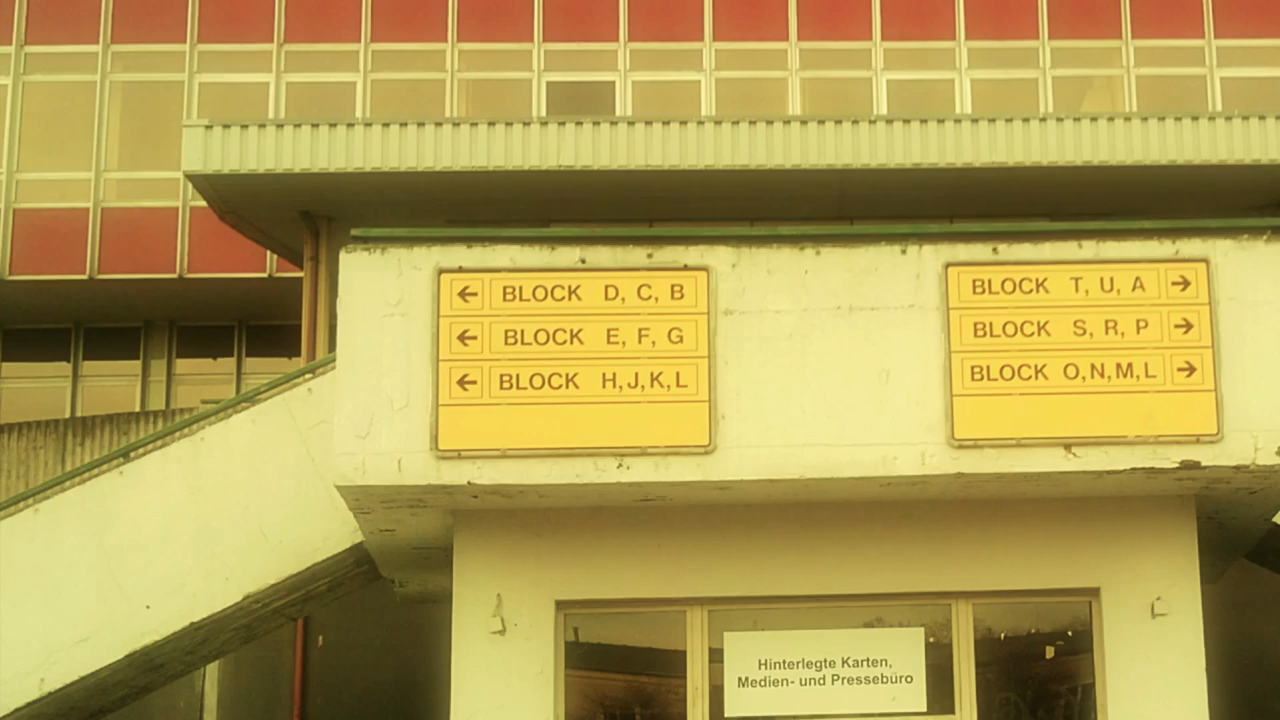 ← BLOCK D, C, B
← BLOCK E, F, G
← BLOCK H,J,K,L
BLOCK T, U, A →
BLOCK S, R, P →
BLOCK O,N,M,L →
Hinterlegte Karten,
Medien- und Pressebüro